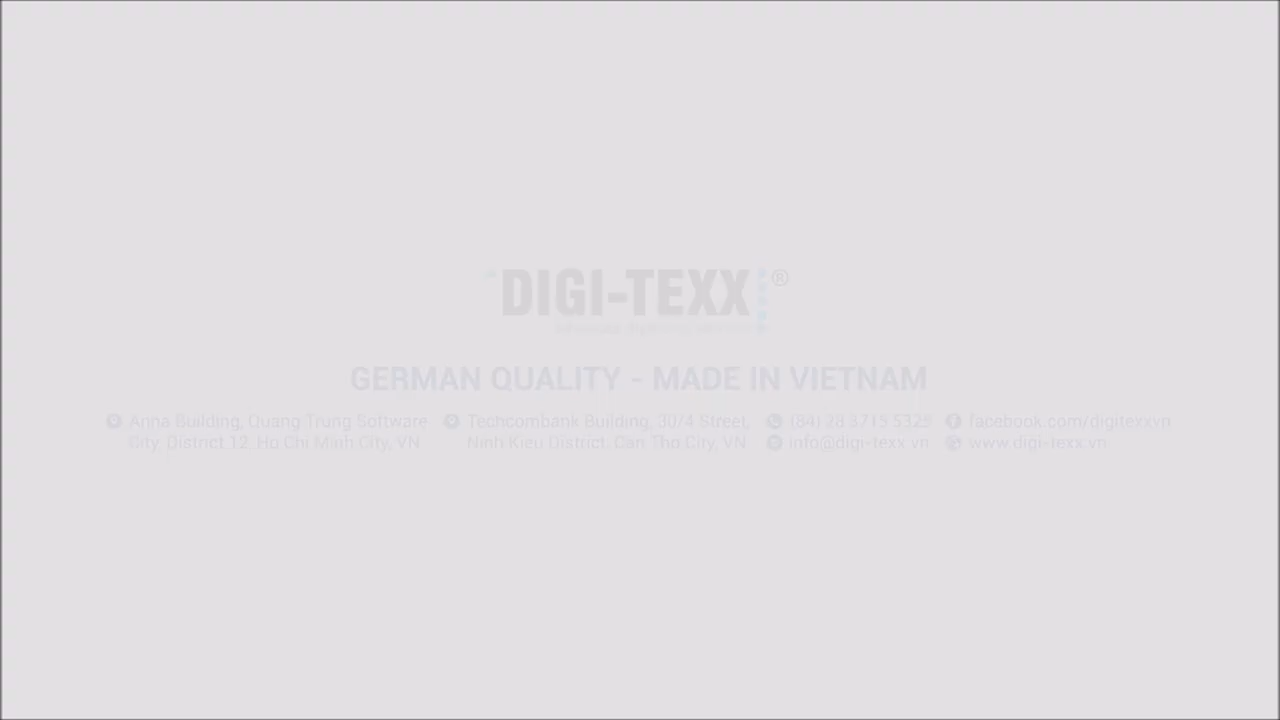 DIGI-TEXX ®
GERMAN QUALITY - MADE IN VIETNAM
Anna Building, Quang Trung Software
City, District 12, Ho Chi Minh City, VN
Techcombank Building, 30/4 Street,
Ninh Kieu District, Can Tho City, VN
(84) 28 3715 5325
info@digi-texx.vn
facebook.com/digitexxvn
www.digi-texx.vn